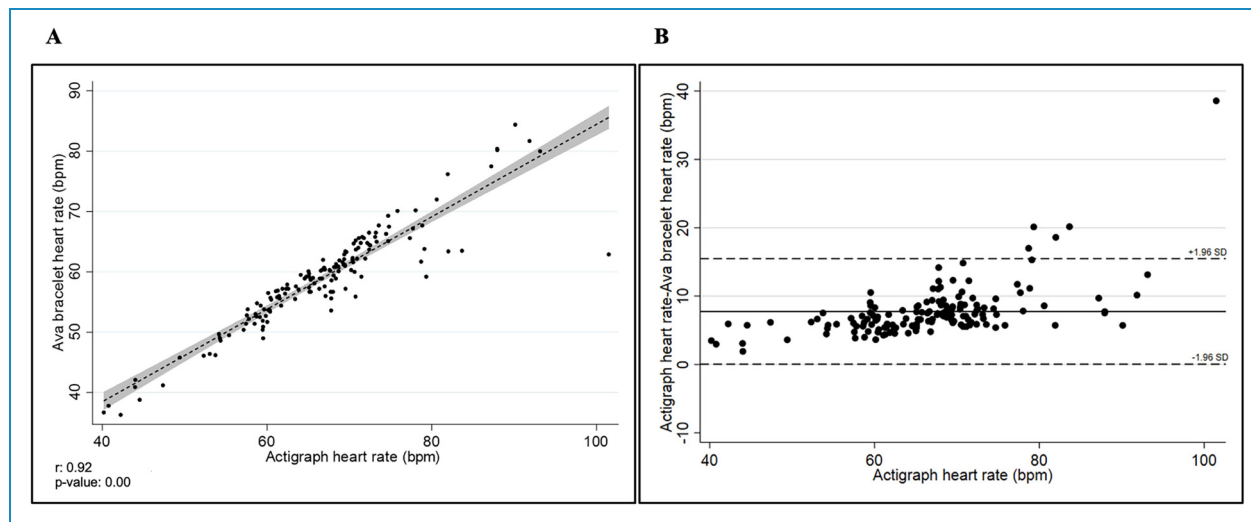 A
B
Ava bracelet heart rate (bpm)
90
80
70
60
50
40
40
60
80
100
Actigraph heart rate (bpm)
r: 0.92
p-value: 0.00
Actigraph heart rate-Ava bracelet heart rate (bpm)
40
30
20
10
0
-10
+1.96 SD
-1.96 SD
40
60
80
100
Actigraph heart rate (bpm)